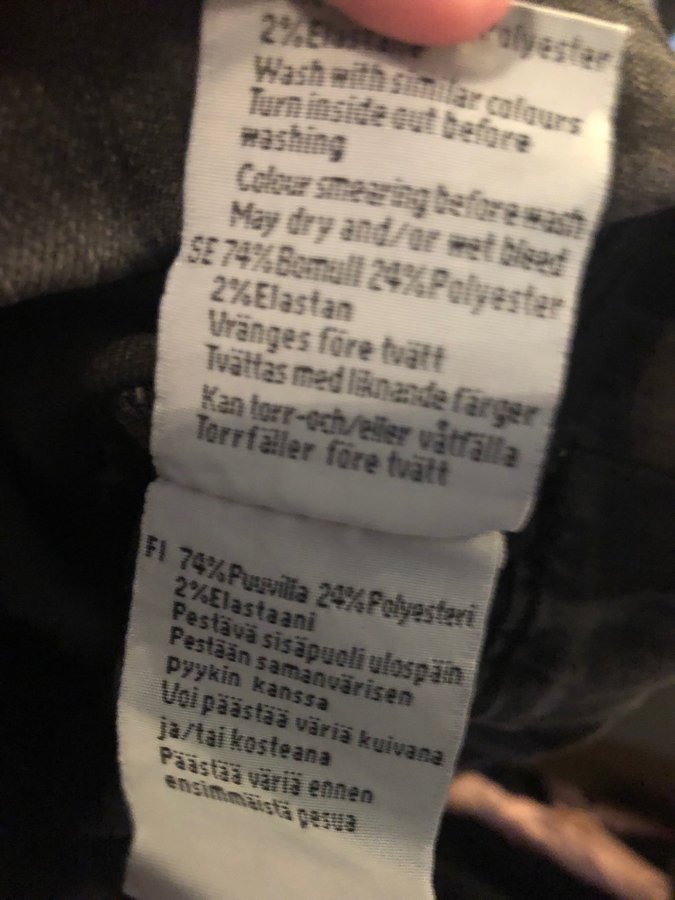 2%Elastane Polyester
Wash with similar colours
Turn inside out before
washing
Colour smearing before wash
May dry and/or wet bleed
SE 74%Bomull 24%Polyester
2%Elastan
Vränges före tvätt
Tvättas med liknande färger
Kan torr-och/eller våtfälla
Torrfäller före tvätt
FI 74%Puuvilla 24%Polyesteri
2%Elastaani
Pestävä sisäpuoli ulospäin
Pestään samanvärisen
pyykin kanssa
Voi päästää väriä kuivana
ja/tai kosteana
Päästää väriä ennen
ensimmäistä pesua